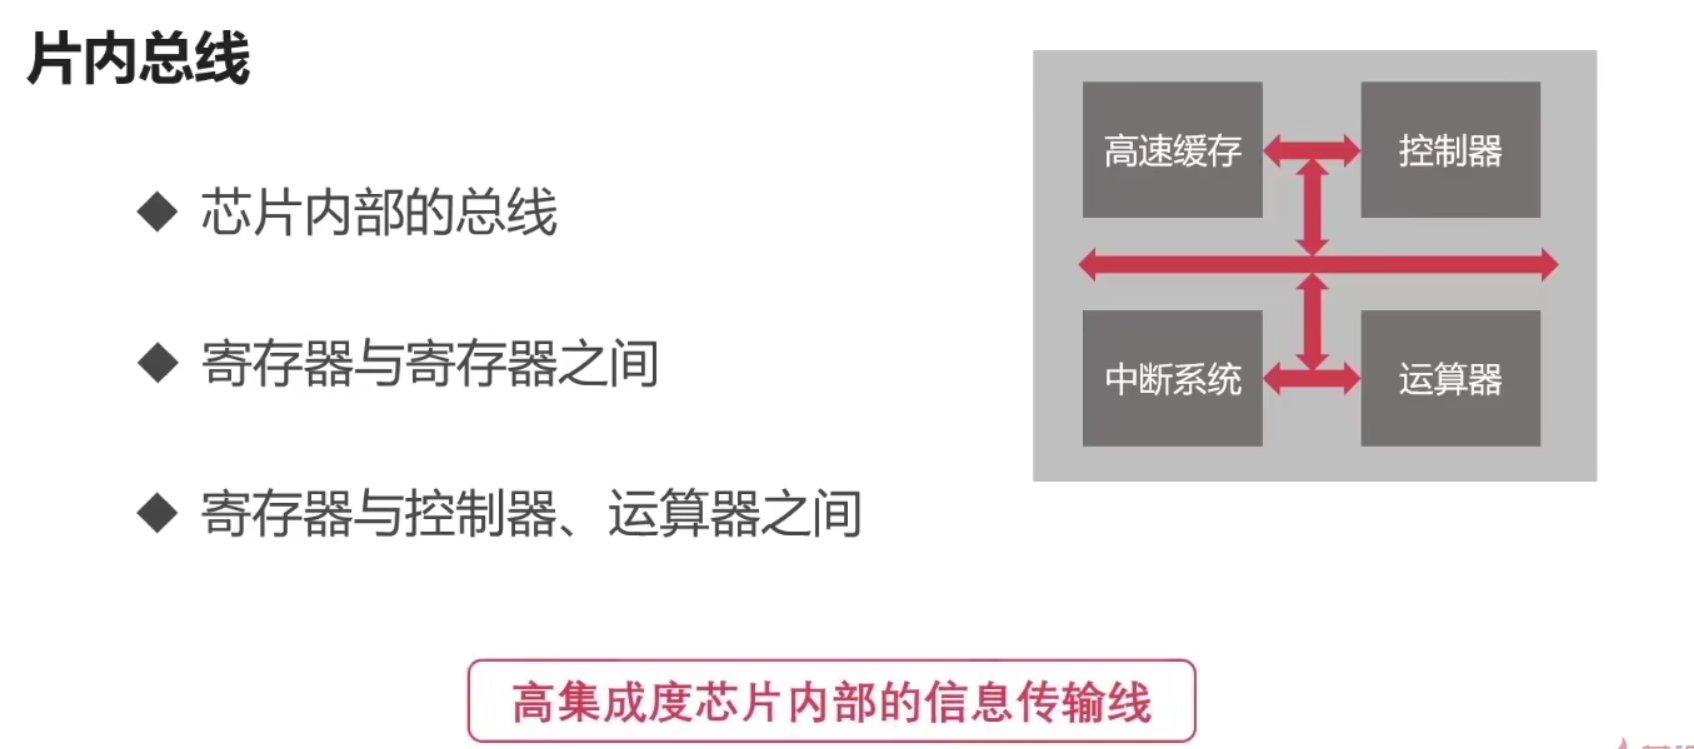 片内总线
芯片内部的总线
寄存器与寄存器之间
寄存器与控制器、运算器之间
高速缓存
控制器
中断系统
运算器
高集成度芯片内部的信息传输线